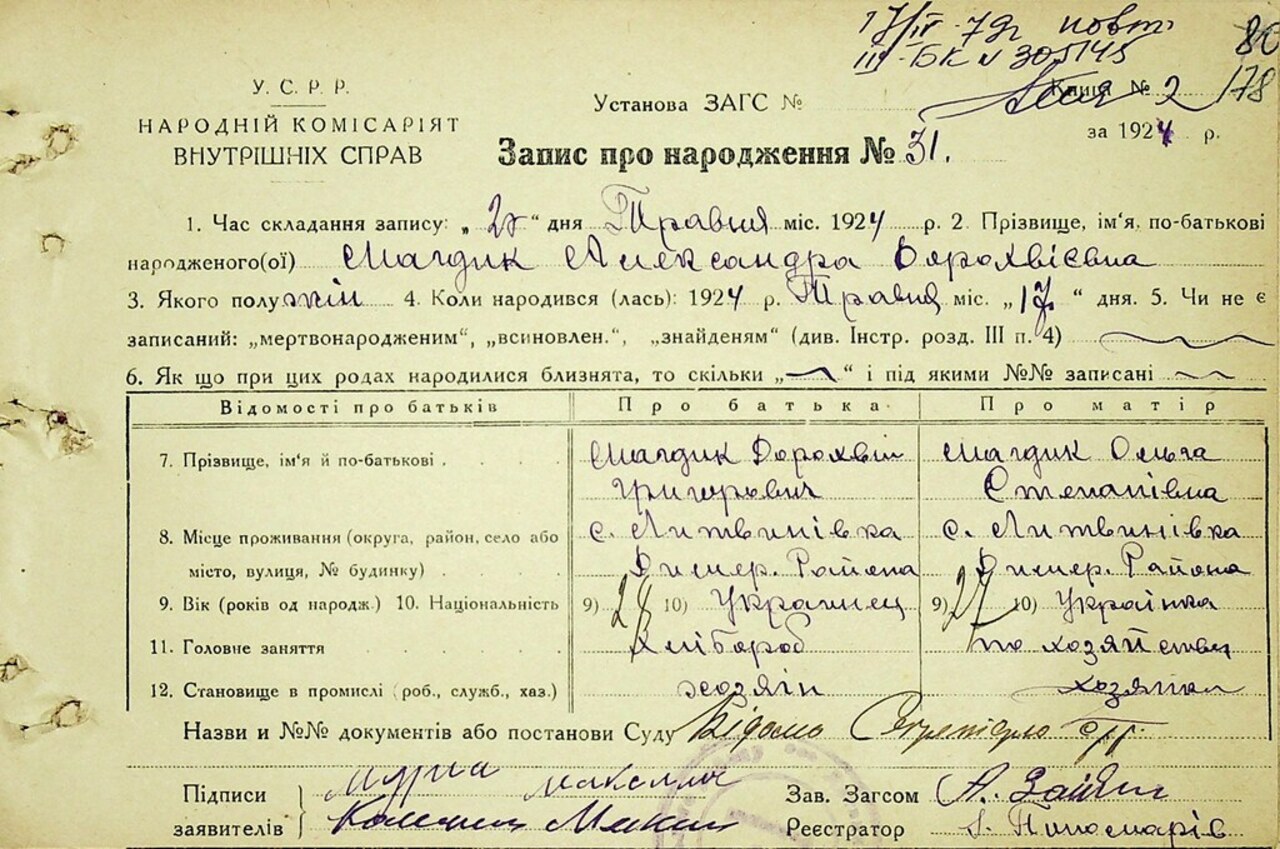 17/IV-79г повт.
III-БК № 305145
80
178
У. С. Р. Р.
НАРОДНІЙ КОМІСАРІЯТ
ВНУТРІШНІХ СПРАВ
Установа ЗАГС №
Книга № 2
за 1924 р.
Запис про народження № 31.
1. Час складання запису: „ “ дня Травня міс. 1924 р. 2. Прізвище, ім'я, по-батькові
народженого(ої) Магдик Александра Дорохвієвна
3. Якого полу жін 4. Коли народився (лась): 1924 р. Травня міс. „17“ дня. 5. Чи не є
записаний: „мертвонародженим“, „всиновлен.“, „знайденям“ (див. Інстр. розд. III п. 4)
6. Як що при цих родах народилися близнята, то скільки „ “ і під якими №№ записані
Відомості про батьків Про батька Про матір
7. Прізвище, ім'я й по-батькові Магдик Дорохвій Магдик Ольга
Григорович Степанівна
8. Місце проживання (округа, район, село або с. Литвинівка с. Литвинівка
місто, вулиця, № будинку) Димер. Района Димер. Района
9. Вік (років од народж.) 10. Національність 9) 28 10) Украинец 9) 27 10) Українка
11. Головне заняття Хлібороб по хозяйству
12. Становище в промислі (роб., служб., хаз.) хозяін хозяйка
Назви и №№ документів або постанови Суду Відомо
Підписи
заявителів
Зав. Загсом А.
Реєстратор Пономарів